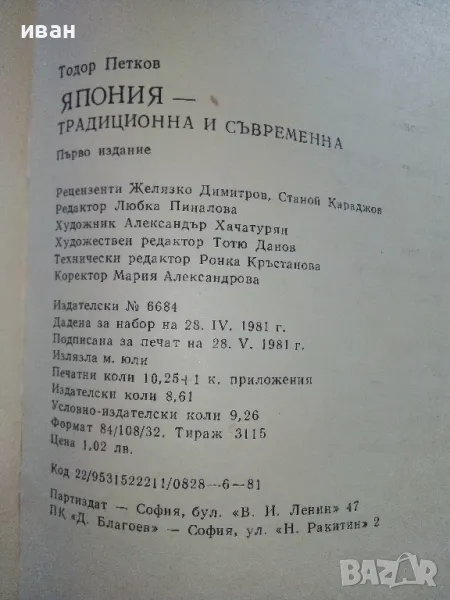 иван
Тодор Петков
ЯПОНИЯ —
ТРАДИЦИОННА И СЪВРЕМЕННА
Първо издание
Рецензенти Желязко Димитров, Станой Караджов
Редактор Любка Пиналова
Художник Александър Хачатурян
Художествен редактор Тотю Данов
Технически редактор Ронка Кръстанова
Коректор Мария Александрова
Издателски № 6684
Дадена за набор на 28. IV. 1981 г.
Подписана за печат на 28. V. 1981 г.
Излязла м. юли
Печатни коли 10,25+1 к. приложения
Издателски коли 8,61
Условно-издателски коли 9,26
Формат 84/108/32. Тираж 3115
Цена 1,02 лв.
Код 22/9531522211/0828—6—81
Партиздат — София, бул. «В. И. Ленин» 47
ПК «Д. Благоев» — София, ул. «Н. Ракитин» 2
BAZAR